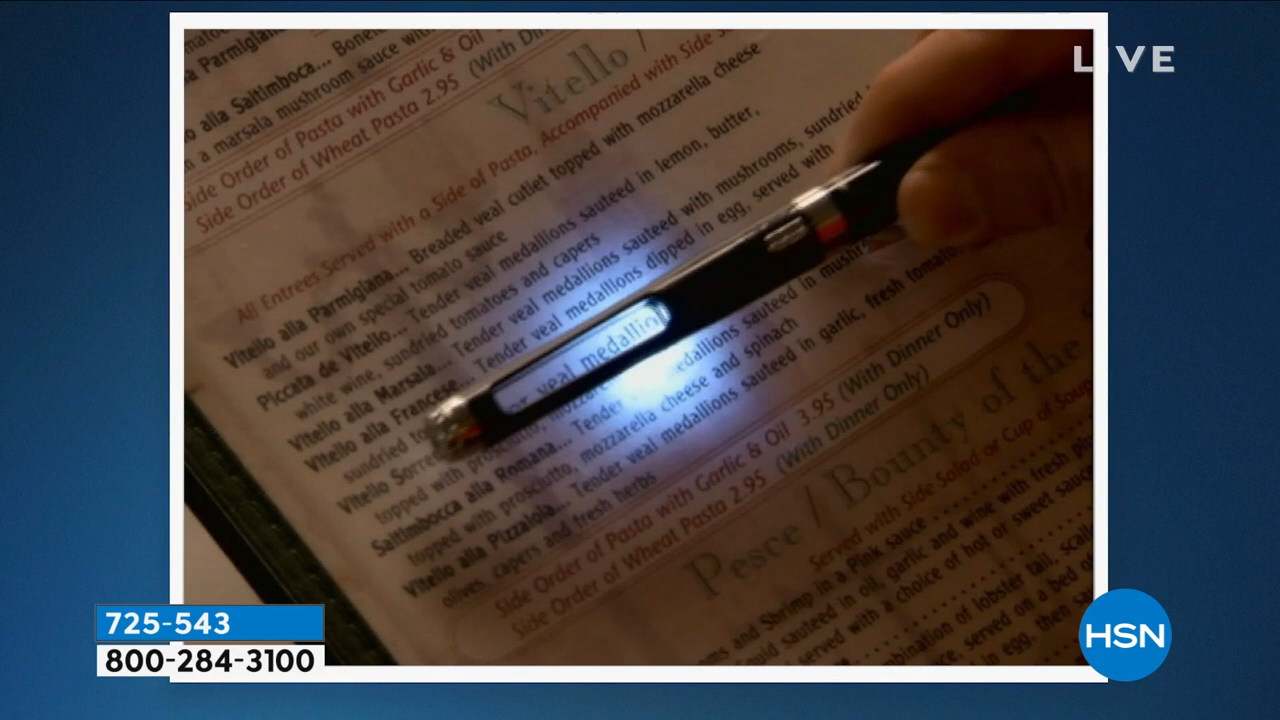 LIVE
a Parmigiana
o alla Saltimboca... Bonele
n a marsala mushroom sauce with
Side Order of Pasta with Garlic & Oil
Side Order of Wheat Pasta 2.95 (With Din
Vitello /
All Entrees Served with a Side of Pasta, Accompanied with Side S
Vitello alla Parmigiana... Breaded veal cutlet topped with mozzarella cheese
and our own special tomato sauce
Piccata de Vitello... Tender veal medallions sauteed in lemon, butter,
white wine, sundried tomatoes and capers
Vitello alla Marsala... Tender veal medallions sauteed with mushrooms, sundried
Vitello alla Francese... Tender veal medallions dipped in egg, served with
sundried
Vitello Sorre
veal medallio
topped with mozzare
edallions sauteed in mushr
Saltimbocca alla Romana... Tender
topped with prosciutto, mozzarella cheese and spinach
Vitello alla Pizzaiola... Tender veal medallions sauteed in garlic, fresh tomato
olives, capers and fresh herbs
Side Order of Pasta with Garlic & Oil 3.95 (With Dinner Only)
Side Order of Wheat Pasta 2.95 (With Dinner Only)
Pesce / Bounty of the
Served with Side Salad or Cup of Soup
and Shrimp in a Pink sauce
sauteed in oil, garlic and wine with fresh
served with a choice of hot or sweet sauce
of lobster tail,
served on a bed of
in egg, then
725-543
800-284-3100
HSN